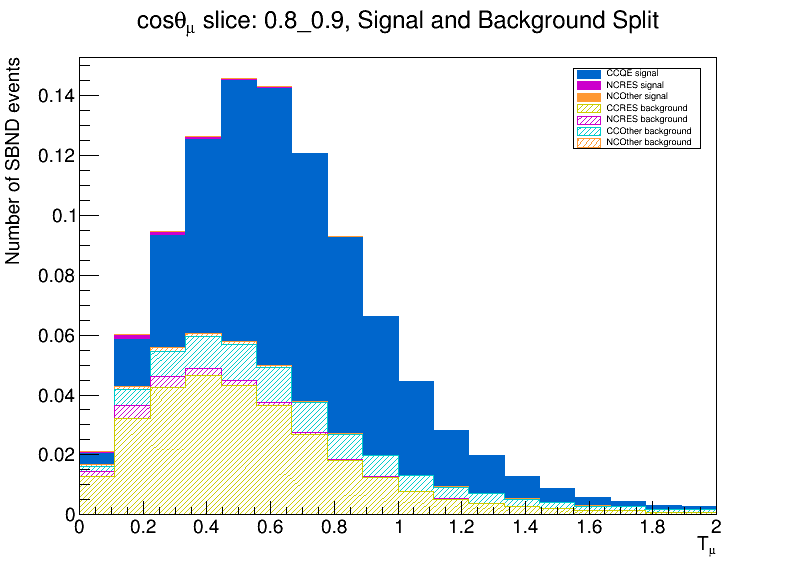 cosθμ slice: 0.8_0.9, Signal and Background Split
Number of SBND events
CCQE signal
NCRES signal
NCOther signal
CCRES background
NCRES background
CCOther background
NCOther background
0.14
0.12
0.1
0.08
0.06
0.04
0.02
0
0 0.2 0.4 0.6 0.8 1 1.2 1.4 1.6 1.8 2
Tμ